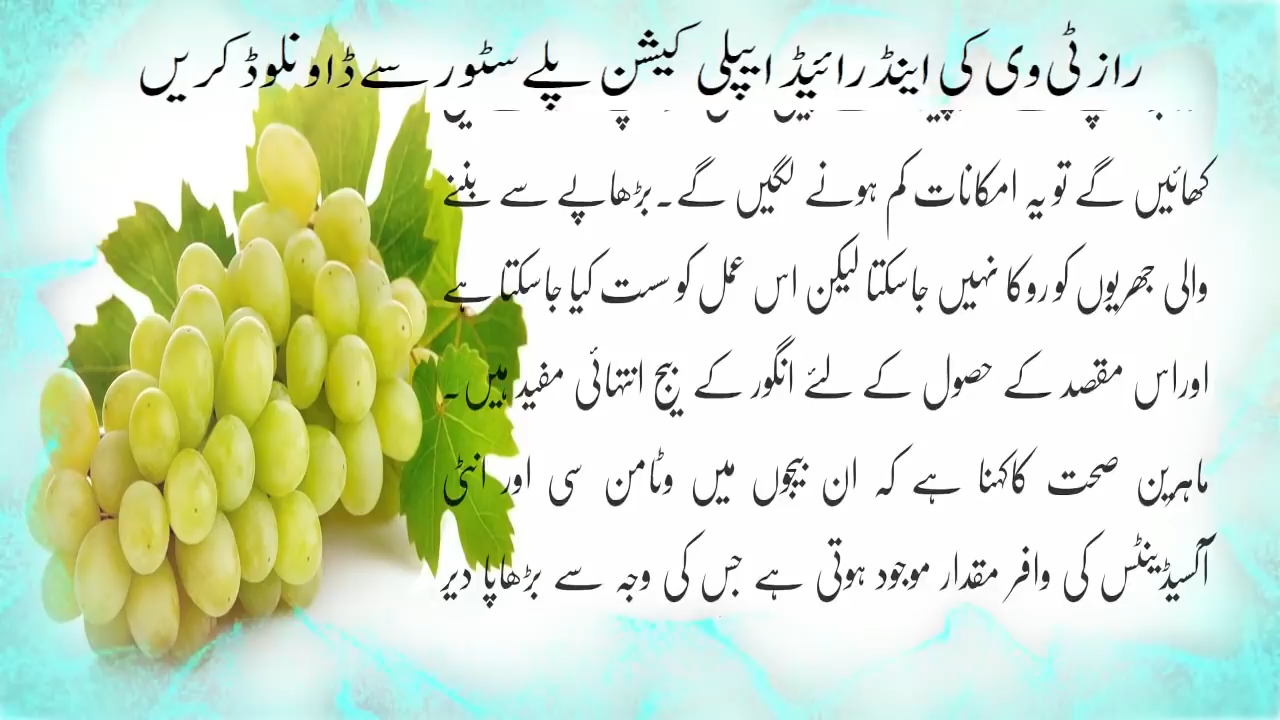 راز ٹی وی کی اینڈرائیڈ ایپلی کیشن پلے سٹور سے ڈاونلوڈ کریں
کھائیں گے تو یہ امکانات کم ہونے لگیں گے۔ بڑھاپے سے بننے
والی جھریوں کو روکا نہیں جاسکتا لیکن اس عمل کو سست کیا جاسکتا ہے
اوراس مقصد کے حصول کے لئے انگور کے بیج انتہائی مفید ہیں۔
ماہرین صحت کاکہنا ہے کہ ان بیجوں میں وٹامن سی اور انٹی
آکسیڈینٹس کی وافر مقدار موجود ہوتی ہے جس کی وجہ سے بڑھاپا دیر